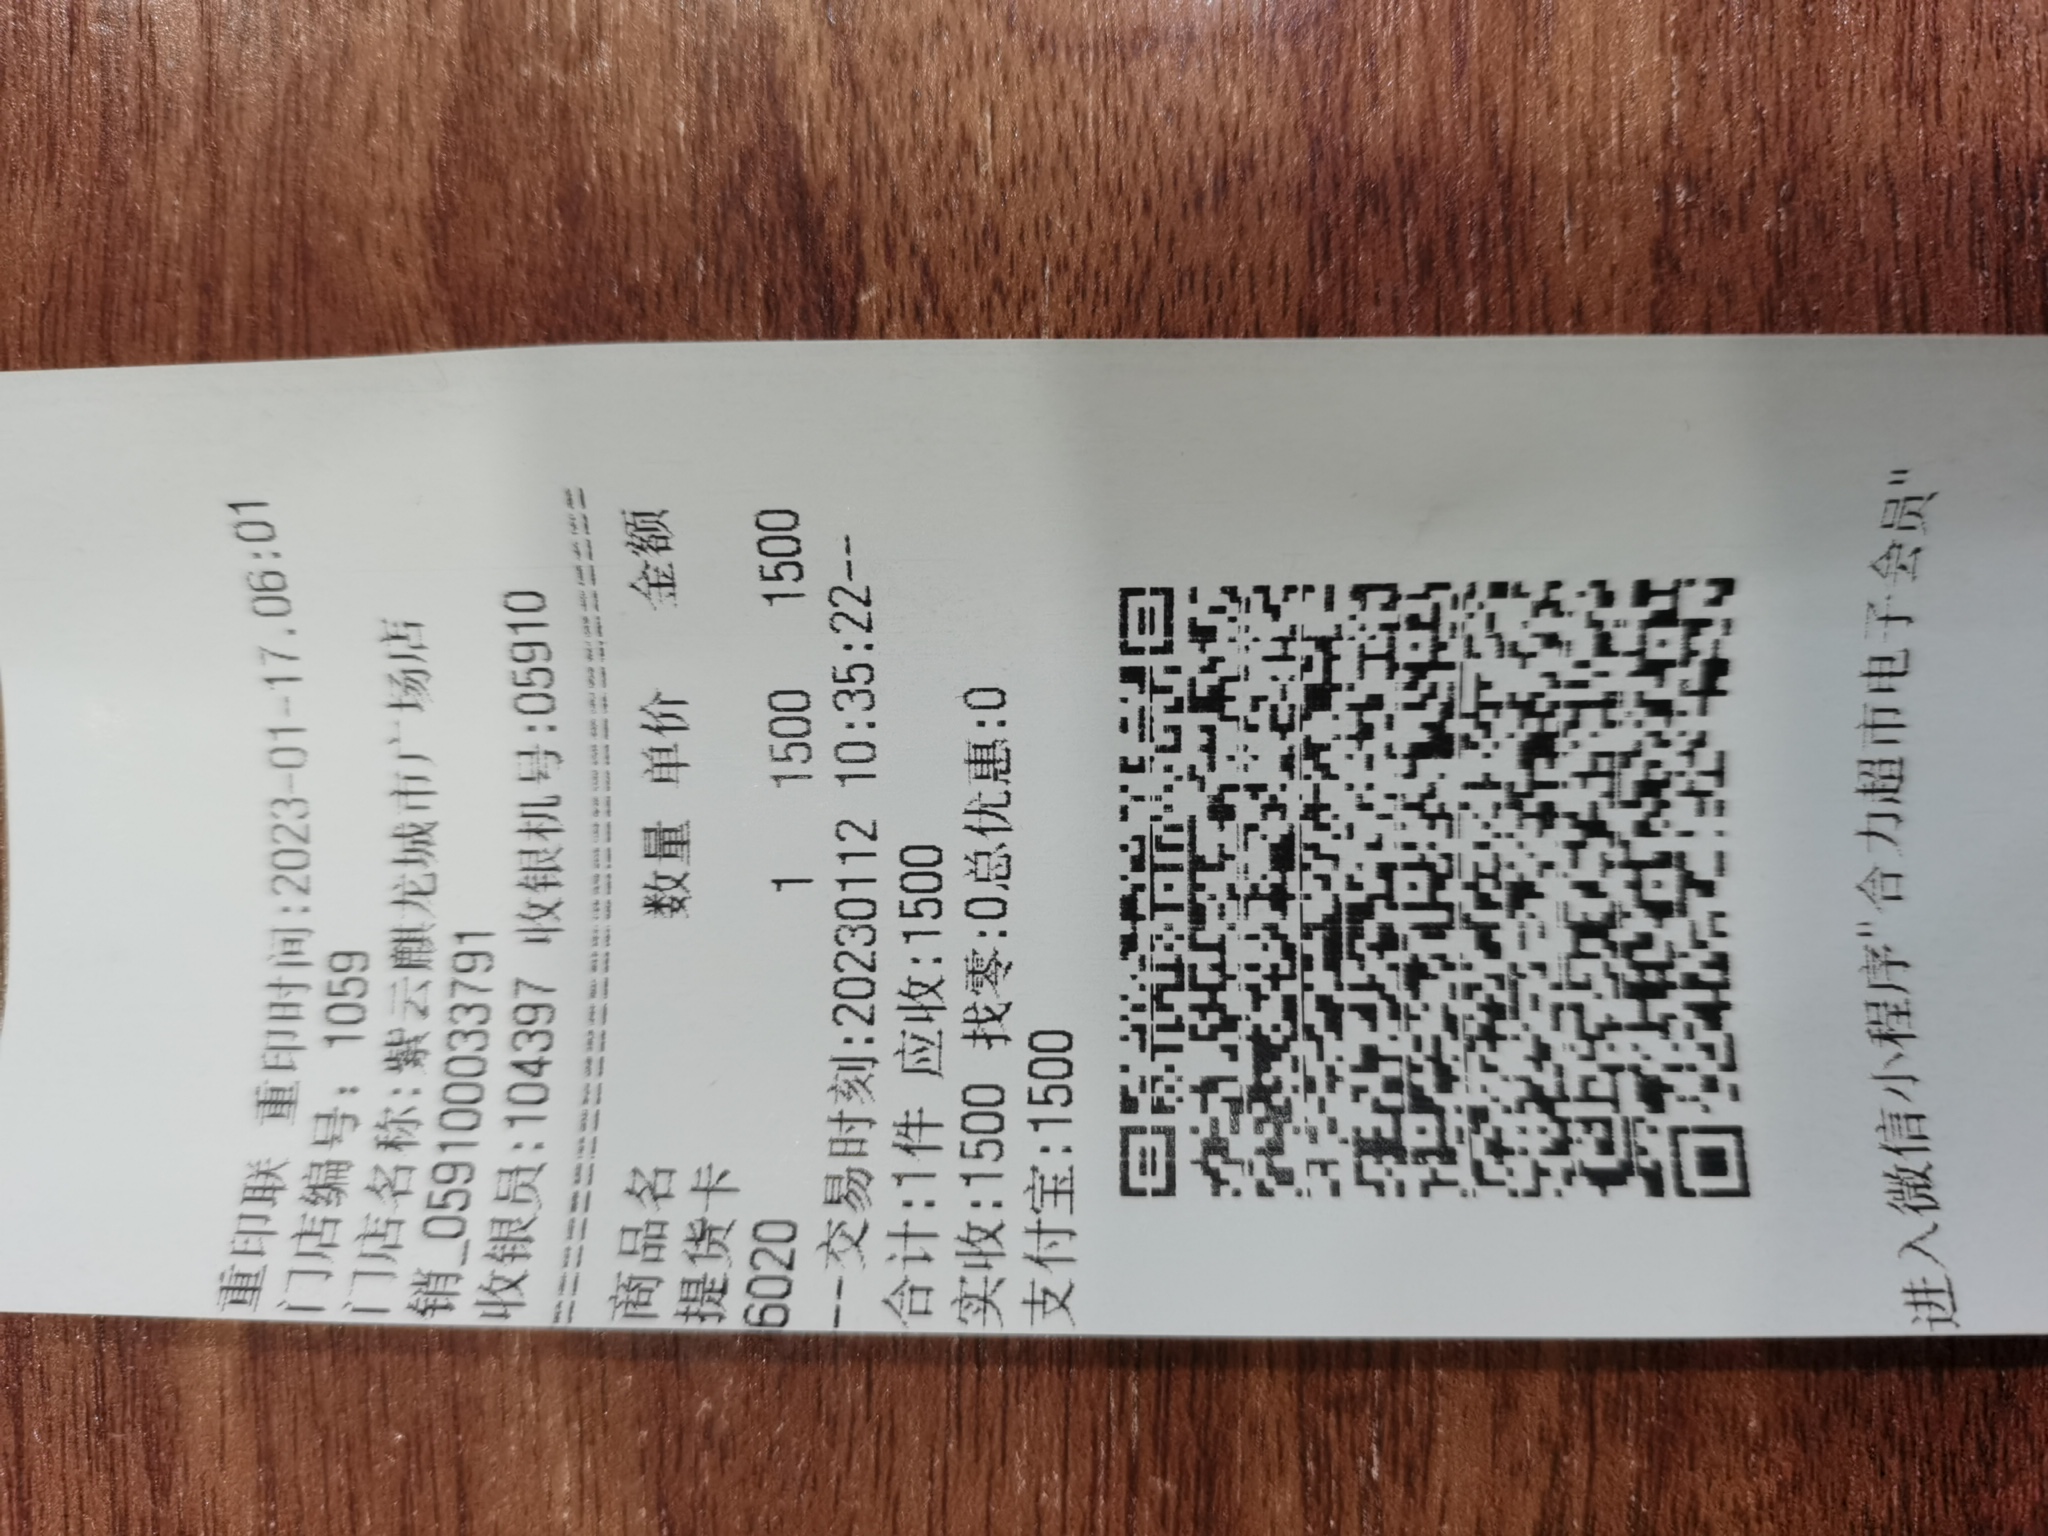 重印联 重印时间:2023-01-17.06:01
门店编号: 1059
门店名称:紫云麒龙城市广场店
销_0591000033791
收银员:104397 收银机号:05910
商品名 数量 单价 金额
提货卡
6020 1 1500 1500
--交易时刻:20230112 10:35:22--
合计:1件 应收:1500
实收:1500 找零:0总优惠:0
支付宝:1500
进入微信小程序"合力超市电子会员"